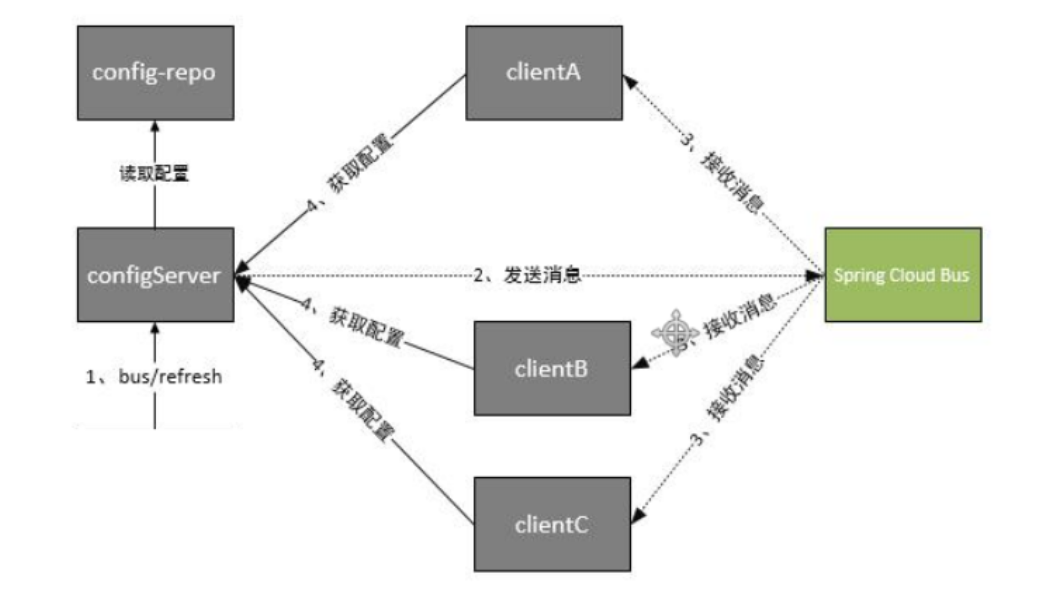 config-repo
clientA
读取配置
4、获取配置
3、接收消息
configServer
2、发送消息
Spring Cloud Bus
4、获取配置
3、接收消息
1、bus/refresh
clientB
4、获取配置
3、接收消息
clientC